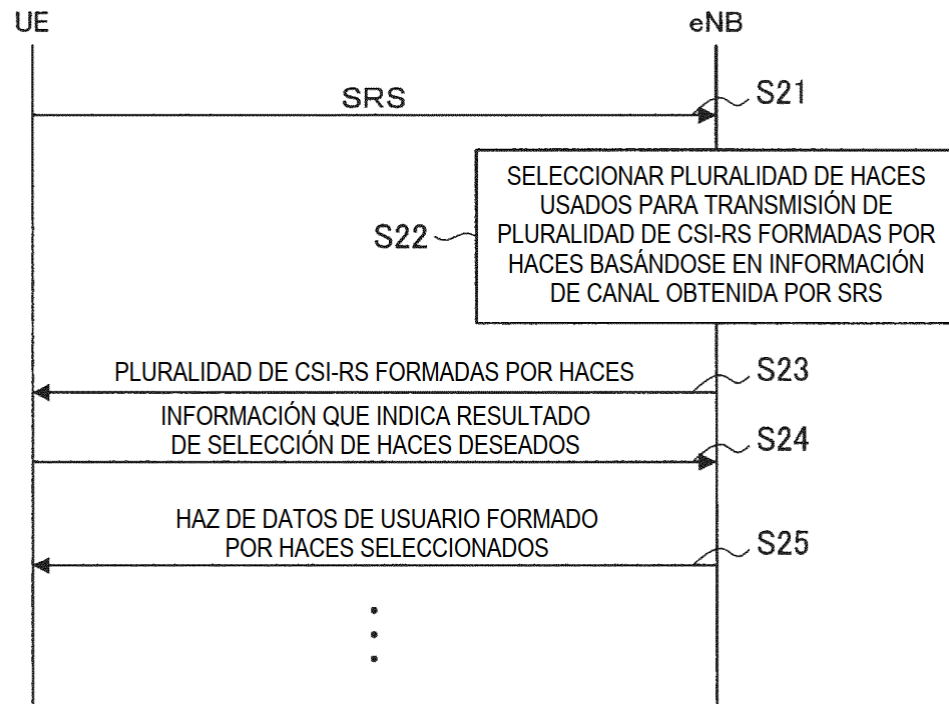 UE
eNB
SRS
S21
SELECCIONAR PLURALIDAD DE HACES
USADOS PARA TRANSMISIÓN DE
PLURALIDAD DE CSI-RS FORMADAS POR
HACES BASÁNDOSE EN INFORMACIÓN
DE CANAL OBTENIDA POR SRS
S22
PLURALIDAD DE CSI-RS FORMADAS POR HACES
S23
INFORMACIÓN QUE INDICA RESULTADO
DE SELECCIÓN DE HACES DESEADOS
S24
HAZ DE DATOS DE USUARIO FORMADO
POR HACES SELECCIONADOS
S25